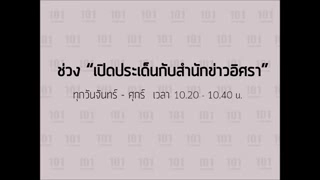 ช่วง “เปิดประเด็นกับสำนักข่าวอิศรา”
ทุกวันจันทร์ - ศุกร์ เวลา 10.20 - 10.40 น.